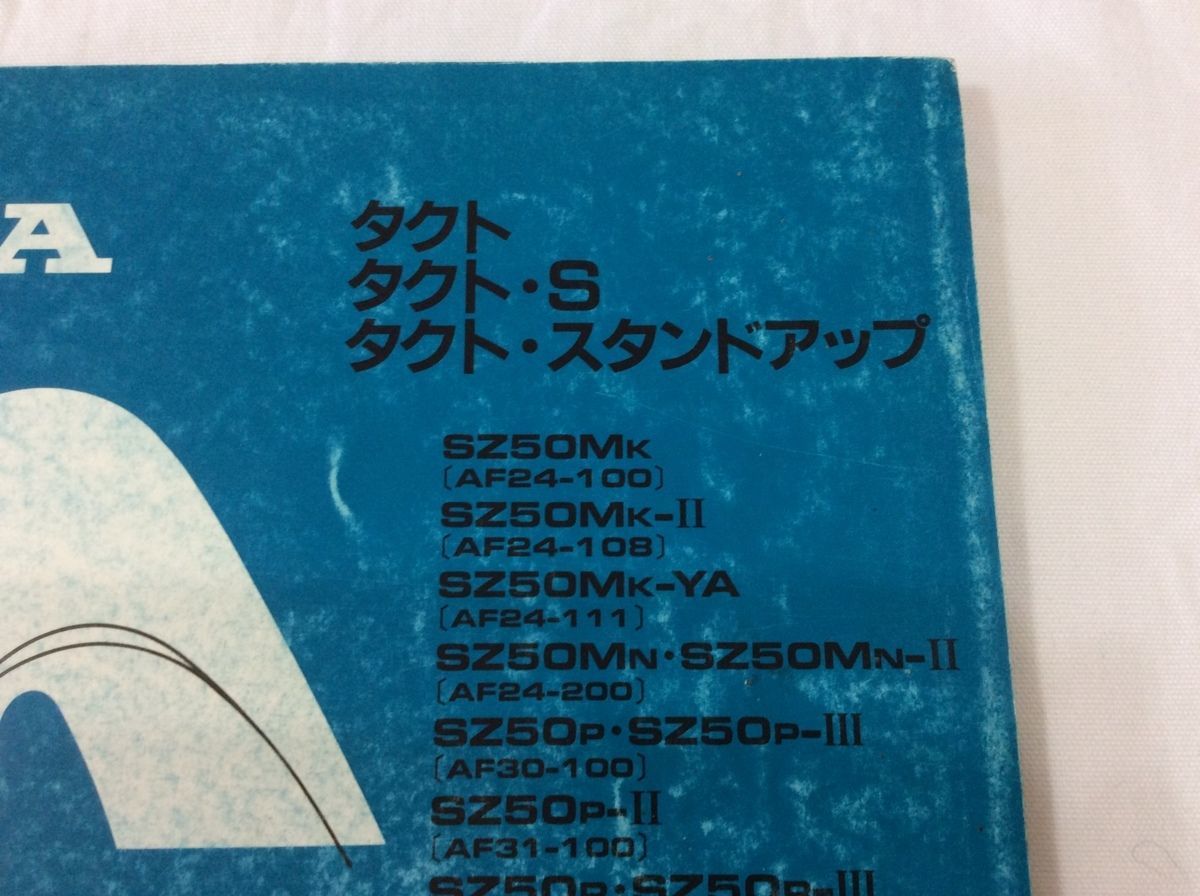 A
タクト
タクト・S
タクト・スタンドアップ
SZ50MK
〔AF24-100〕
SZ50MK-II
〔AF24-108〕
SZ50MK-YA
〔AF24-111〕
SZ50MN・SZ50MN-II
〔AF24-200〕
SZ50P・SZ50P-III
〔AF30-100〕
SZ50P-II
〔AF31-100〕